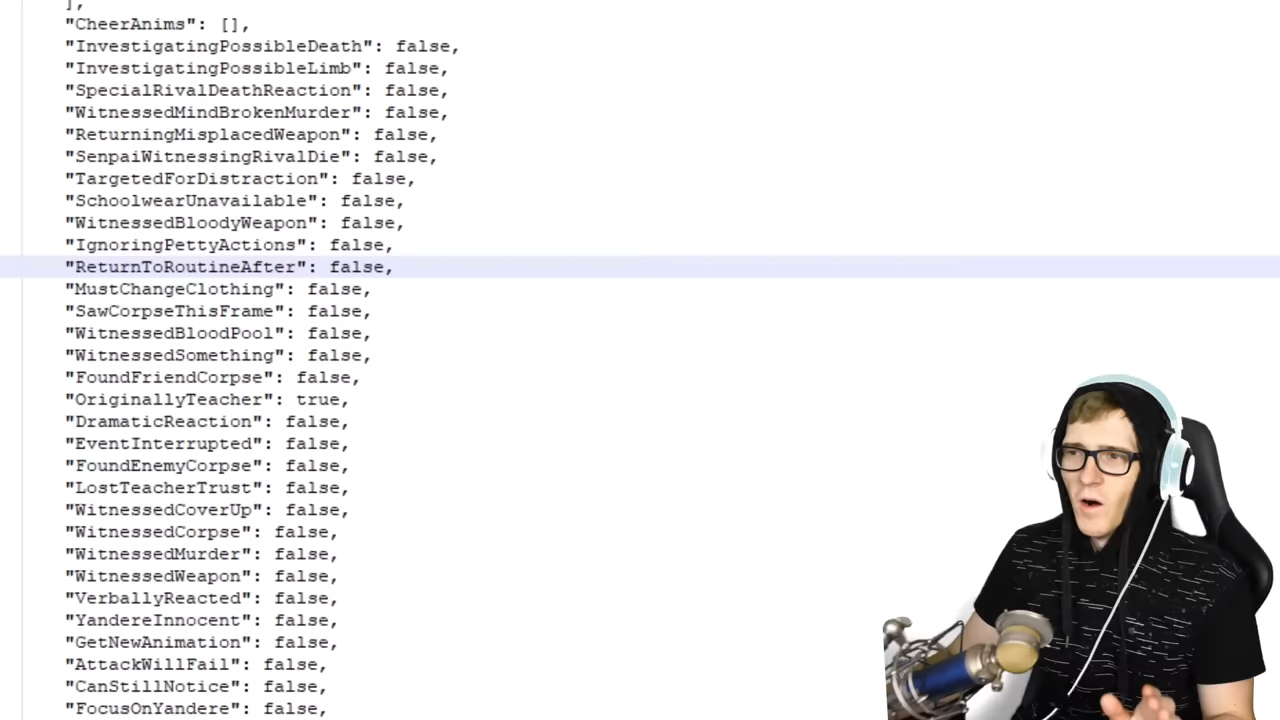 ],
"CheerAnims": [],
"InvestigatingPossibleDeath": false,
"InvestigatingPossibleLimb": false,
"SpecialRivalDeathReaction": false,
"WitnessedMindBrokenMurder": false,
"ReturningMisplacedWeapon": false,
"SenpaiWitnessingRivalDie": false,
"TargetedForDistraction": false,
"SchoolwearUnavailable": false,
"WitnessedBloodyWeapon": false,
"IgnoringPettyActions": false,
"ReturnToRoutineAfter": false,
"MustChangeClothing": false,
"SawCorpseThisFrame": false,
"WitnessedBloodPool": false,
"WitnessedSomething": false,
"FoundFriendCorpse": false,
"OriginallyTeacher": true,
"DramaticReaction": false,
"EventInterrupted": false,
"FoundEnemyCorpse": false,
"LostTeacherTrust": false,
"WitnessedCoverUp": false,
"WitnessedCorpse": false,
"WitnessedMurder": false,
"WitnessedWeapon": false,
"VerballyReacted": false,
"YandereInnocent": false,
"GetNewAnimation": false,
"AttackWillFail": false,
"CanStillNotice": false,
"FocusOnYandere": false,